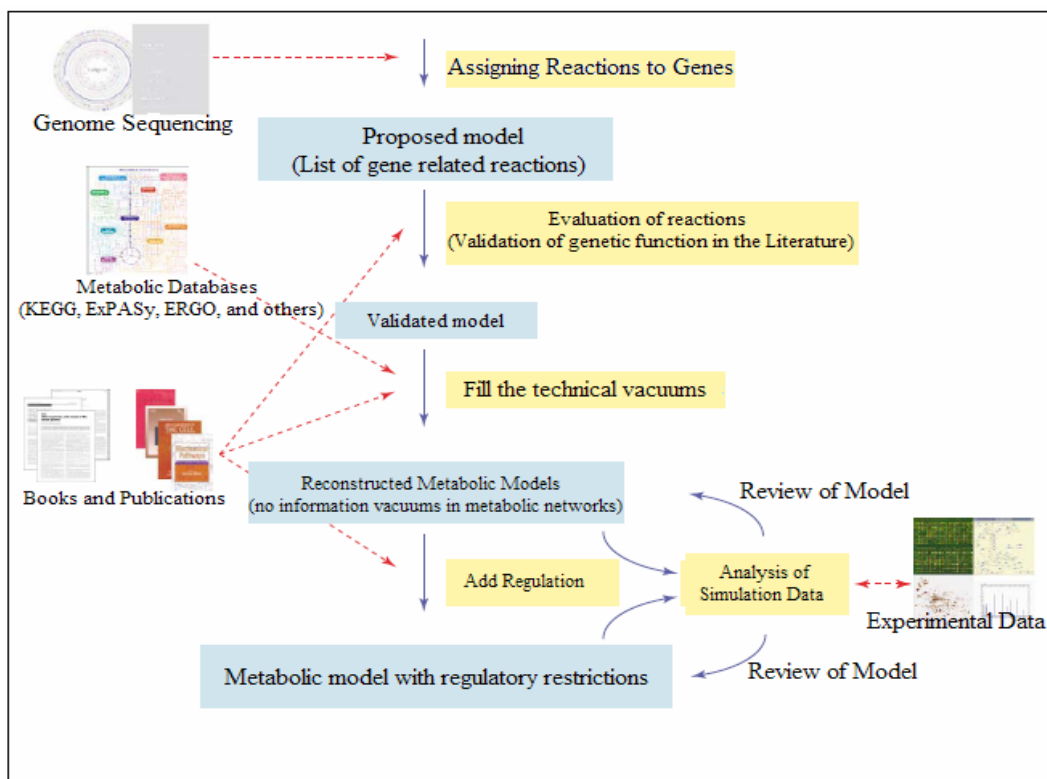 Assigning Reactions to Genes
Genome Sequencing
Proposed model
(List of gene related reactions)
Evaluation of reactions
(Validation of genetic function in the Literature)
Metabolic Databases
(KEGG, ExPASy, ERGO, and others)
Validated model
Fill the technical vacuums
Books and Publications
Reconstructed Metabolic Models
(no information vacuums in metabolic networks)
Review of Model
Add Regulation
Analysis of
Simulation Data
Experimental Data
Metabolic model with regulatory restrictions
Review of Model